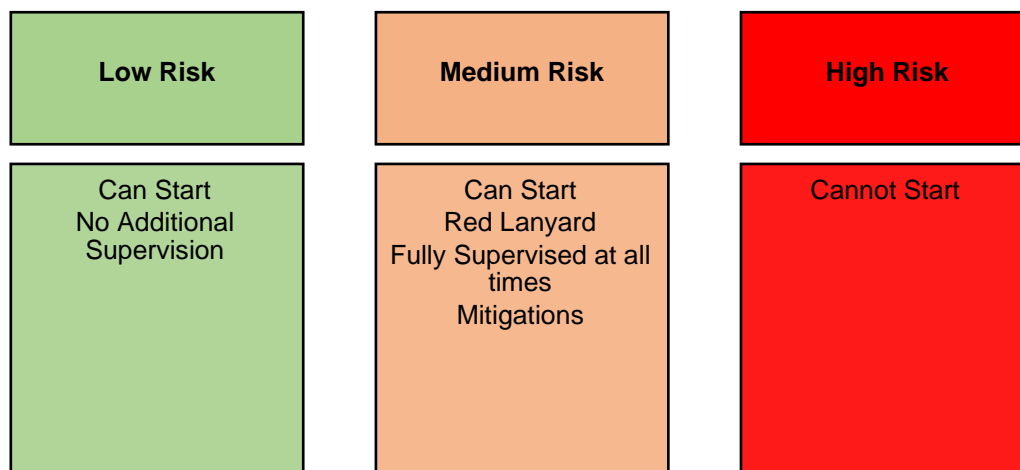 Low Risk
Medium Risk
High Risk
Can Start
No Additional
Supervision
Can Start
Red Lanyard
Fully Supervised at all
times
Mitigations
Cannot Start